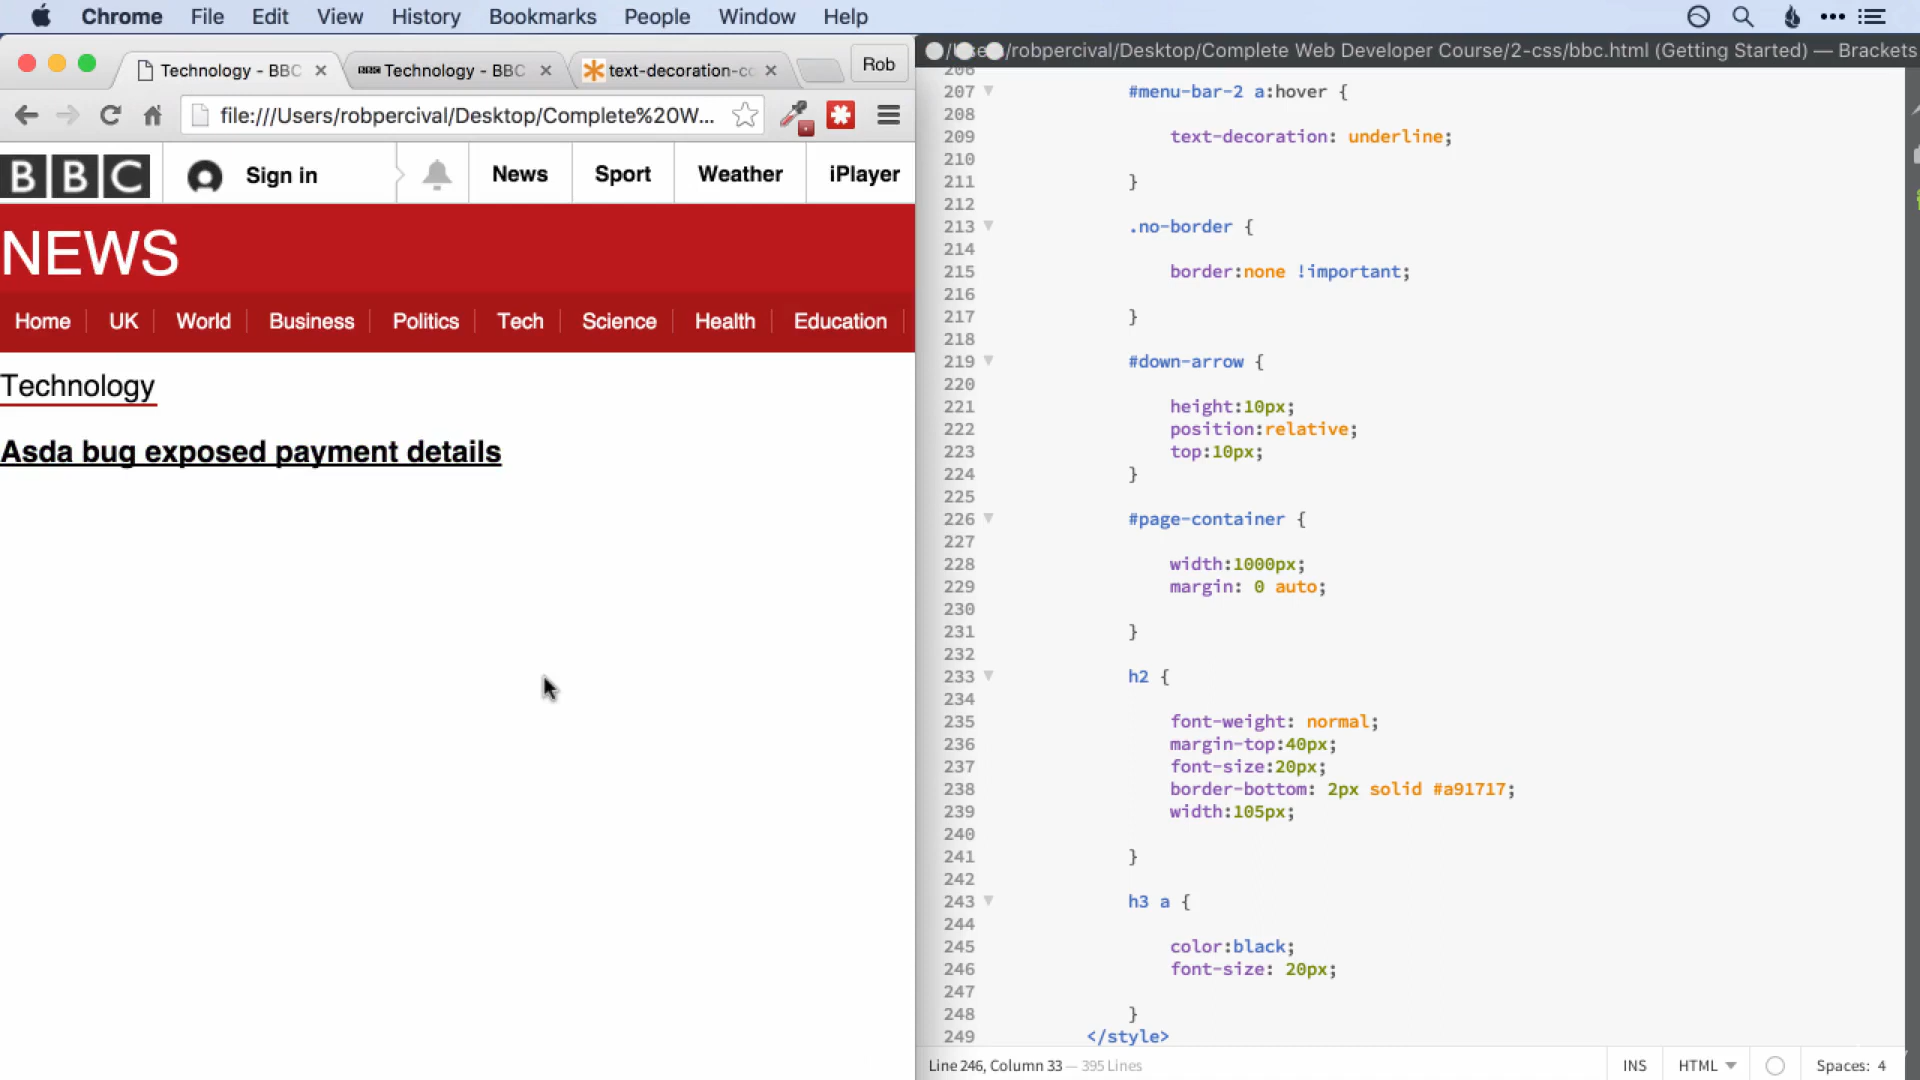 Chrome File Edit View History Bookmarks People Window Help
Technology - BBC
Technology - BBC
text-decoration-co
Rob
/robpercival/Desktop/Complete Web Developer Course/2-css/bbc.html (Getting Started) — Brackets
file:///Users/robpercival/Desktop/Complete%20W...
BBC Sign in News Sport Weather iPlayer
NEWS
Home UK World Business Politics Tech Science Health Education
Technology
Asda bug exposed payment details
206
207 #menu-bar-2 a:hover {
208
209 text-decoration: underline;
210
211 }
212
213 .no-border {
214
215 border:none !important;
216
217 }
218
219 #down-arrow {
220
221 height:10px;
222 position:relative;
223 top:10px;
224 }
225
226 #page-container {
227
228 width:1000px;
229 margin: 0 auto;
230
231 }
232
233 h2 {
234
235 font-weight: normal;
236 margin-top:40px;
237 font-size:20px;
238 border-bottom: 2px solid #a91717;
239 width:105px;
240
241 }
242
243 h3 a {
244
245 color:black;
246 font-size: 20px;
247
248 }
249 </style>
Line 246, Column 33 — 395 Lines
INS HTML Spaces: 4